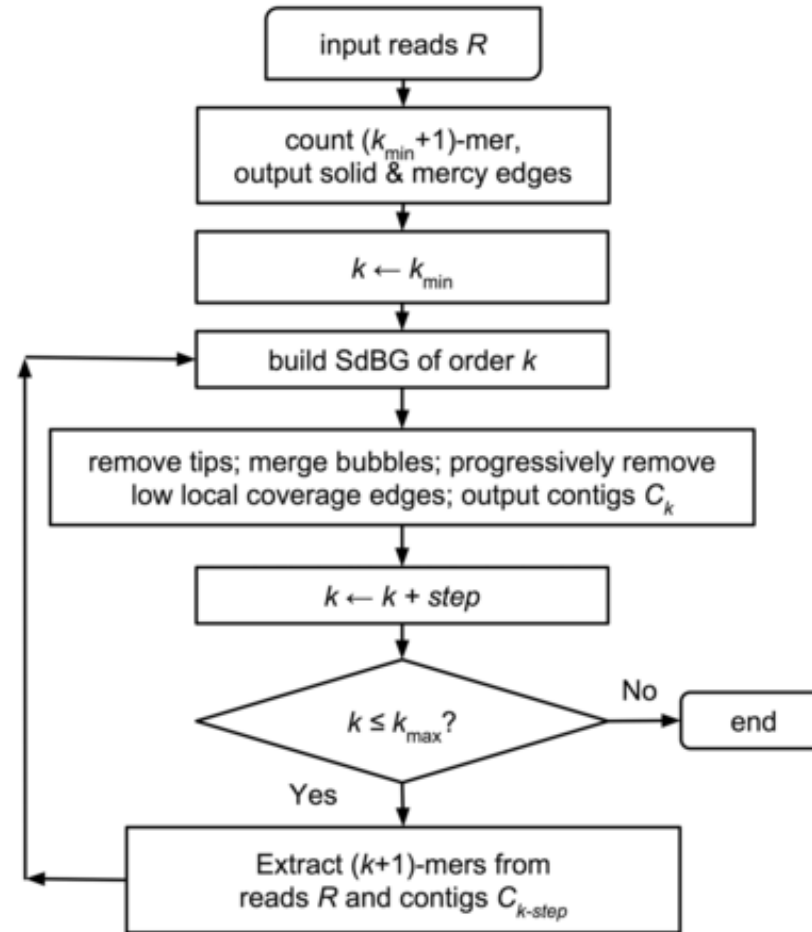 input reads R
count (kmin+1)-mer,
output solid & mercy edges
k ← kmin
build SdBG of order k
remove tips; merge bubbles; progressively remove
low local coverage edges; output contigs Ck
k ← k + step
k ≤ kmax?
No
end
Yes
Extract (k+1)-mers from
reads R and contigs Ck-step